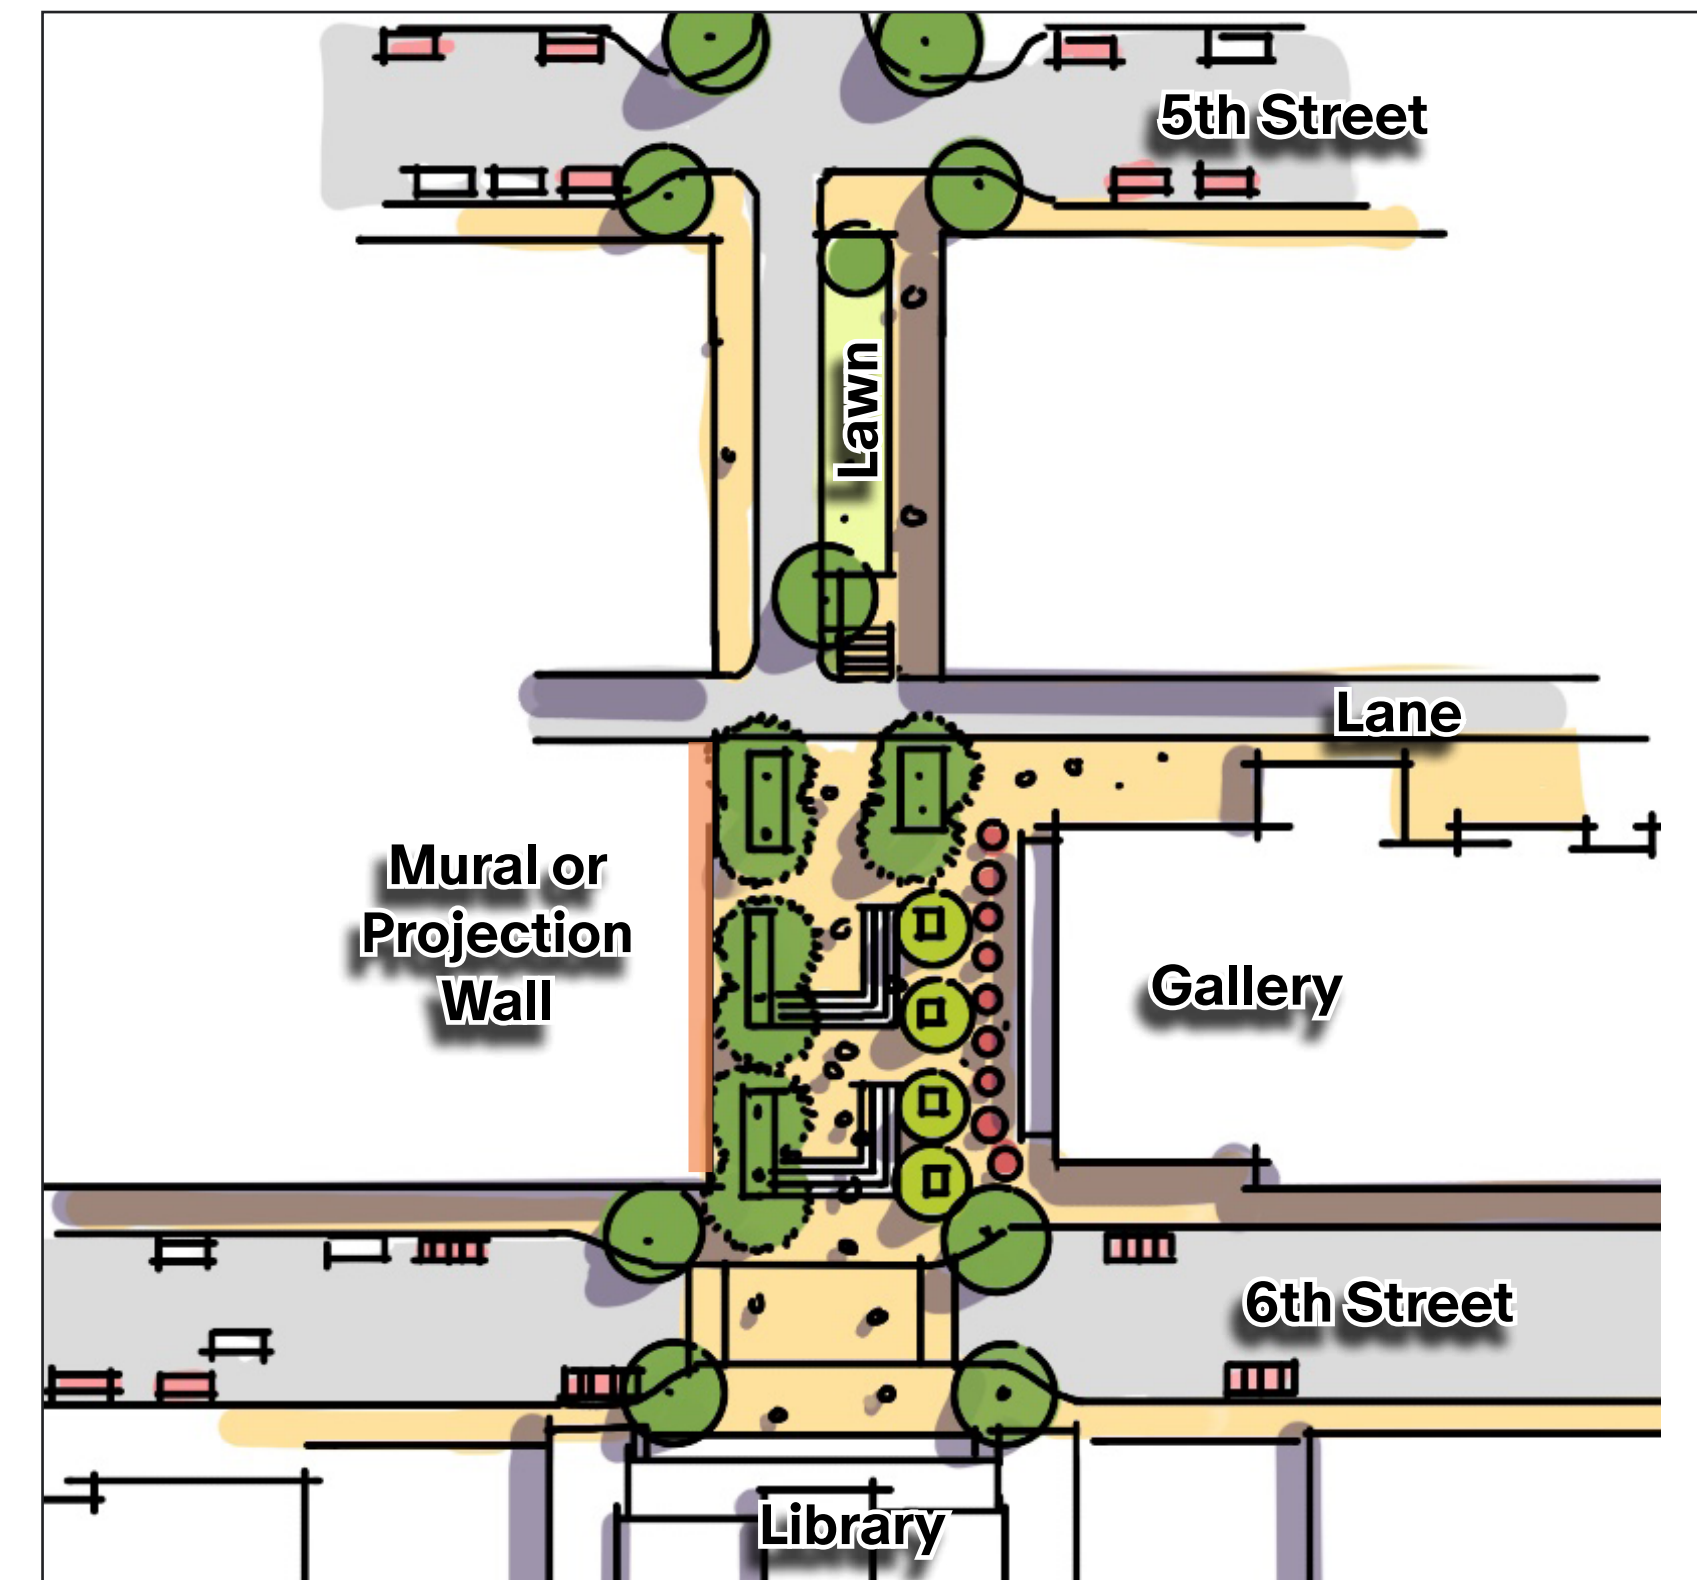 5th Street
Lawn
Lane
Mural or
Projection
Wall
Gallery
6th Street
Library